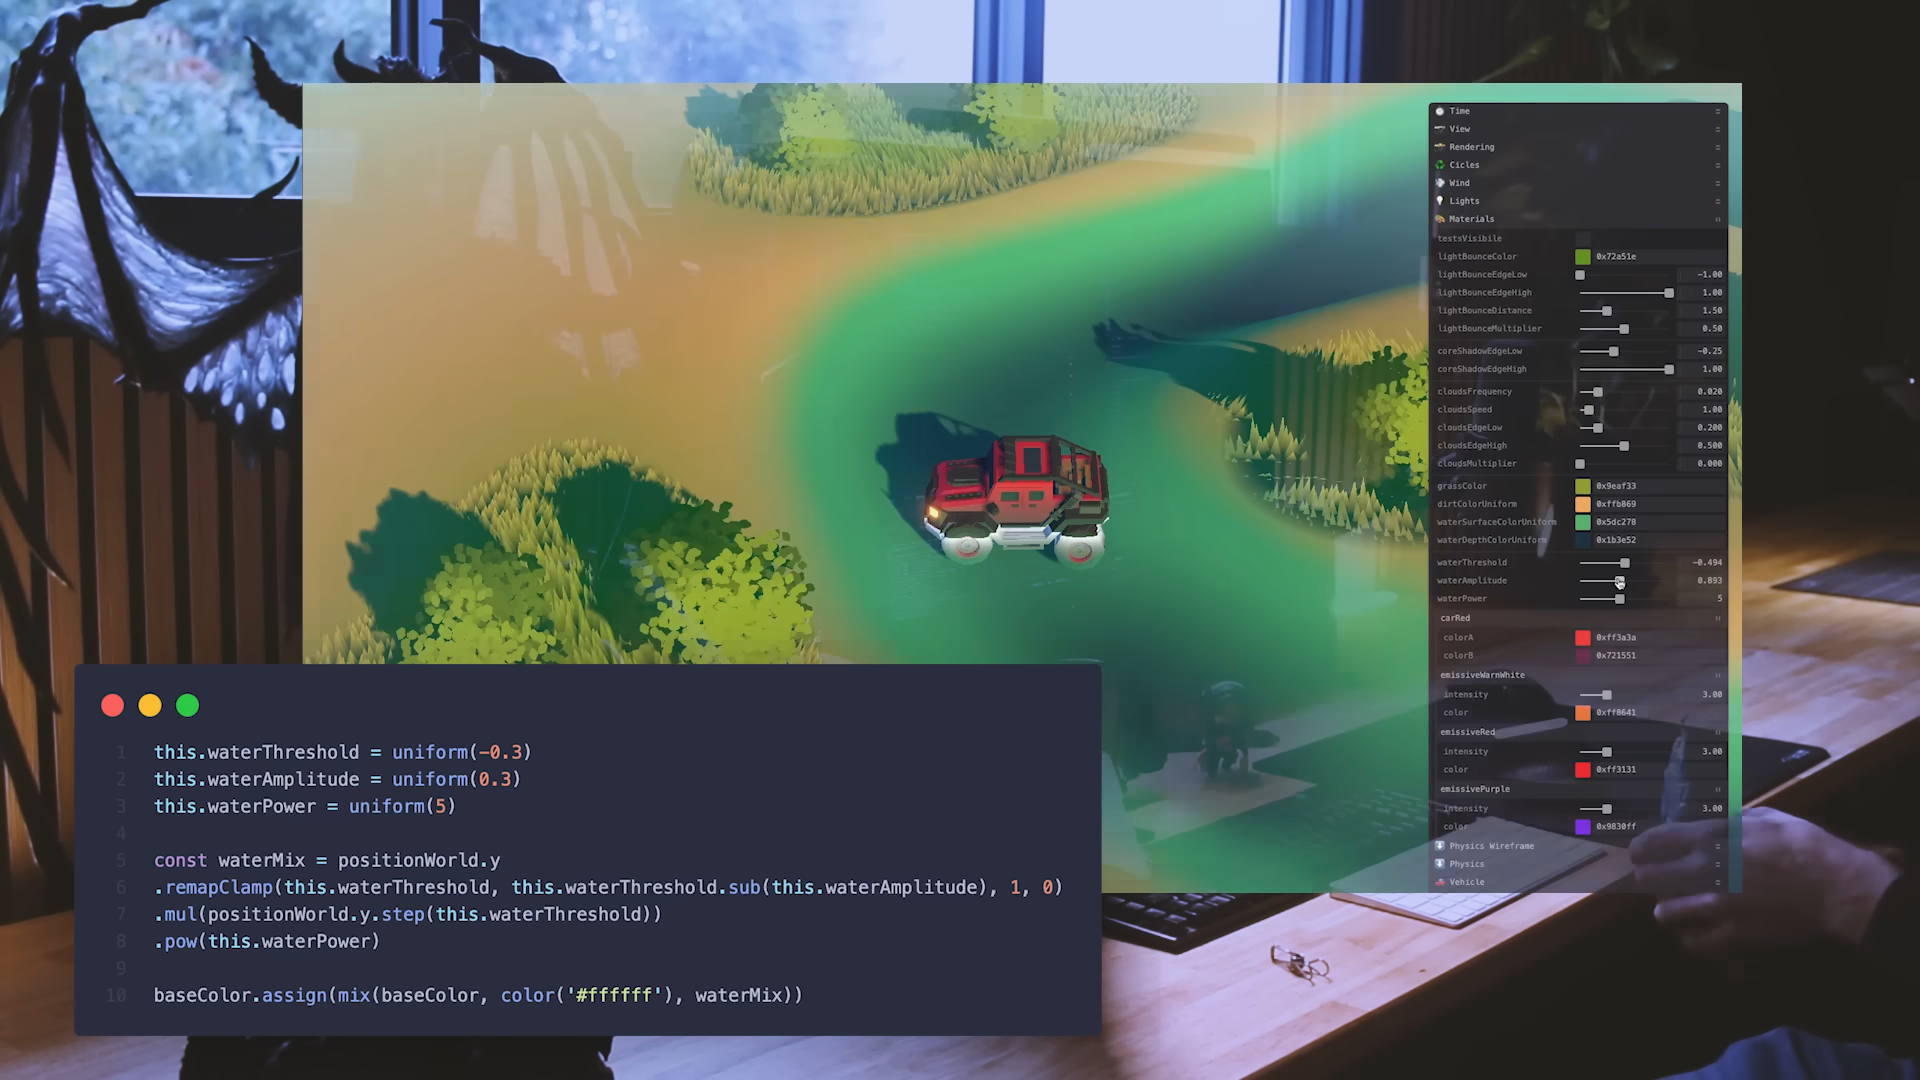 Time
View
Rendering
Cicles
Wind
Lights
Materials
testsVisibile
lightBounceColor 0x72a51e
lightBounceEdgeLow -1.00
lightBounceEdgeHigh 1.00
lightBounceDistance 1.50
lightBounceMultiplier 0.50
coreShadowEdgeLow -0.25
coreShadowEdgeHigh 1.00
cloudsFrequency 0.020
cloudsSpeed 1.00
cloudsEdgeLow 0.200
cloudsEdgeHigh 0.500
cloudsMultiplier 0.000
grassColor 0x9eaf33
dirtColorUniform 0xffb869
waterSurfaceColorUniform 0x5dc278
waterDepthColorUniform 0x1b3e52
waterThreshold -0.494
waterAmplitude 0.893
waterPower 5
carRed
colorA 0xff3a3a
colorB 0x721551
emissiveWarnWhite
intensity 3.00
color 0xff8641
emissiveRed
intensity 3.00
color 0xff3131
emissivePurple
intensity 3.00
color 0x9830ff
Physics Wireframe
Physics
Vehicle
1 this.waterThreshold = uniform(-0.3)
2 this.waterAmplitude = uniform(0.3)
3 this.waterPower = uniform(5)
4
5 const waterMix = positionWorld.y
6 .remapClamp(this.waterThreshold, this.waterThreshold.sub(this.waterAmplitude), 1, 0)
7 .mul(positionWorld.y.step(this.waterThreshold))
8 .pow(this.waterPower)
9
10 baseColor.assign(mix(baseColor, color('#ffffff'), waterMix))